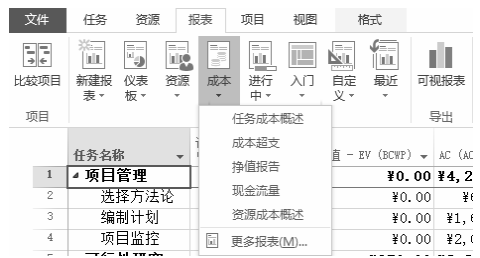 文件 任务 资源 报表 项目 视图 格式
比较项目 新建报表 仪表板 资源 成本 进行中 入门 自定义 最近 可视报表
项目 导出
任务成本概述
成本超支
挣值报告
现金流量
资源成本概述
更多报表(M)...
任务名称 值 - EV (BCWP) AC (AC
1 项目管理 ¥0.00 ¥4,2
2 选择方法论 ¥0.00
3 编制计划 ¥0.00 ¥1,
4 项目监控 ¥0.00 ¥2,